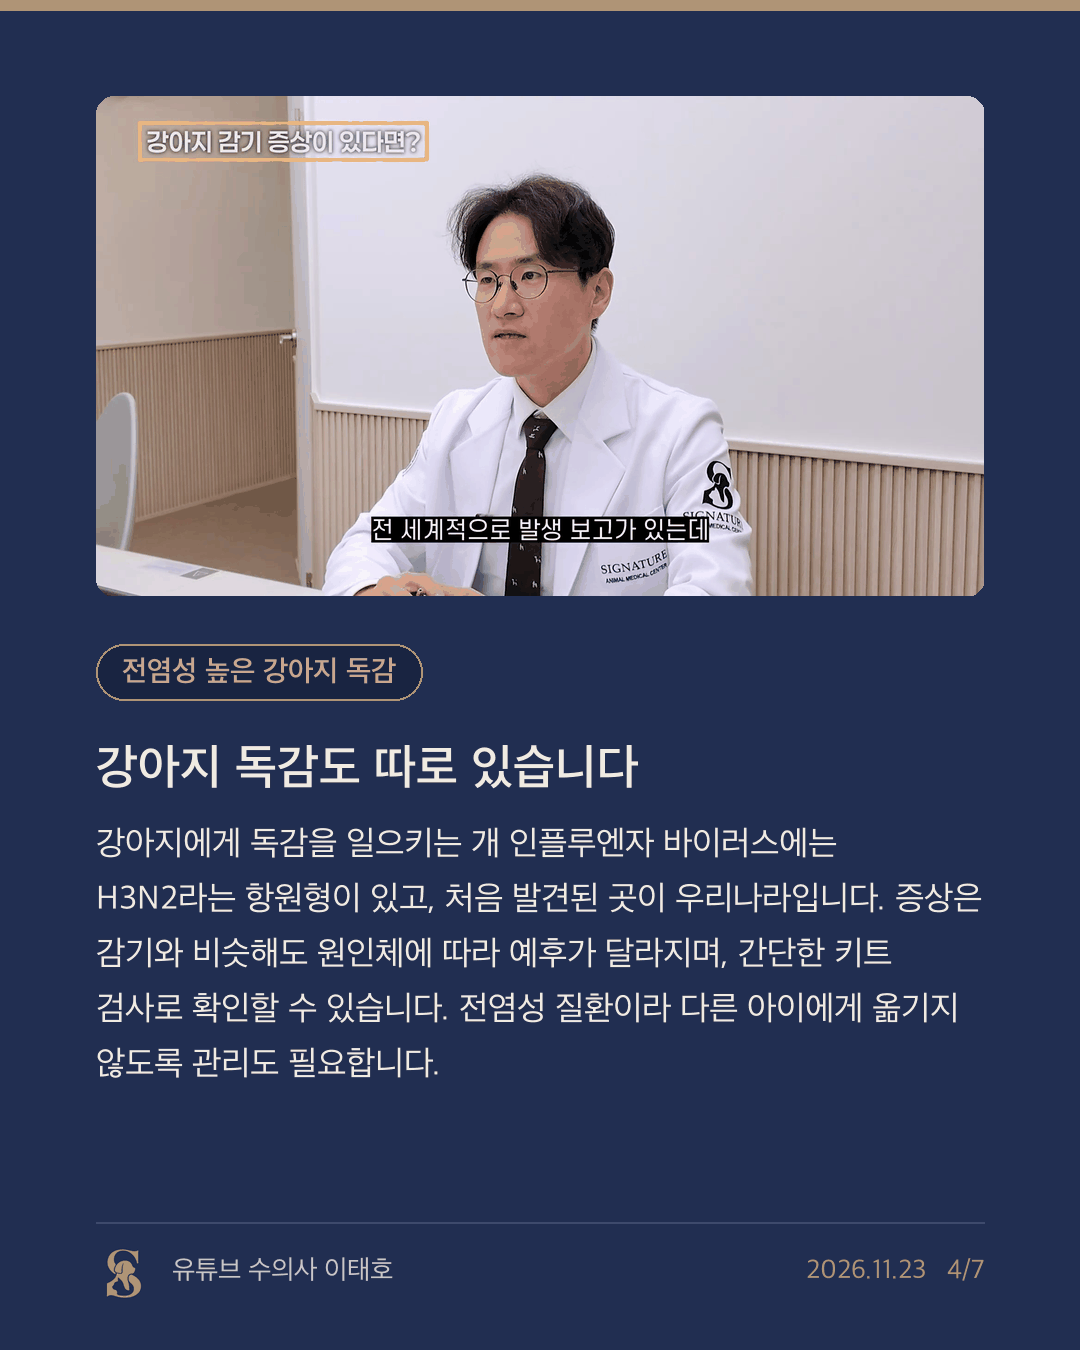 강아지 감기 증상이 있다면?
SIGNATURE
MEDICAL
전 세계적으로 발생 보고가 있는데
SIGNATURE
ANIMAL MEDICAL CENTER
전염성 높은 강아지 독감
강아지 독감도 따로 있습니다
강아지에게 독감을 일으키는 개 인플루엔자 바이러스에는
H3N2라는 항원형이 있고, 처음 발견된 곳이 우리나라입니다. 증상은
감기와 비슷해도 원인체에 따라 예후가 달라지며, 간단한 키트
검사로 확인할 수 있습니다. 전염성 질환이라 다른 아이에게 옮기지
않도록 관리도 필요합니다.
유튜브 수의사 이태호
2026.11.23 4/7